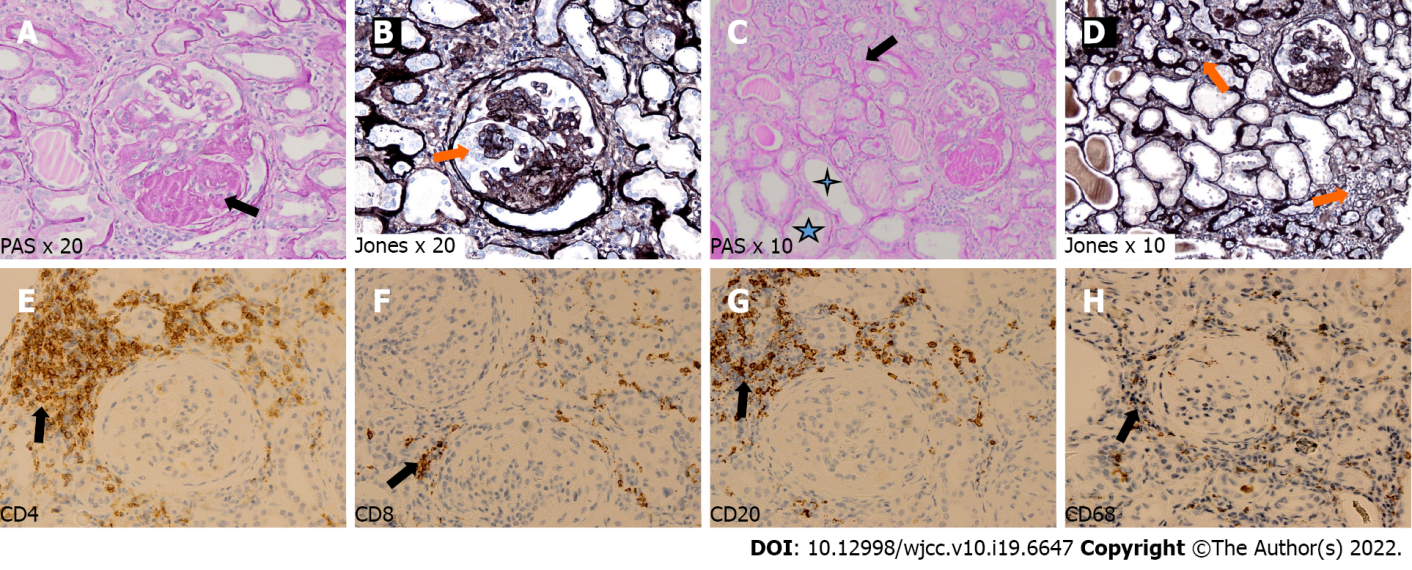 A
B
C
D
PAS x 20
Jones x 20
PAS x 10
Jones x 10
E
F
G
H
CD4
CD8
CD20
CD68
DOI: 10.12998/wjcc.v10.i19.6647 Copyright ©The Author(s) 2022.